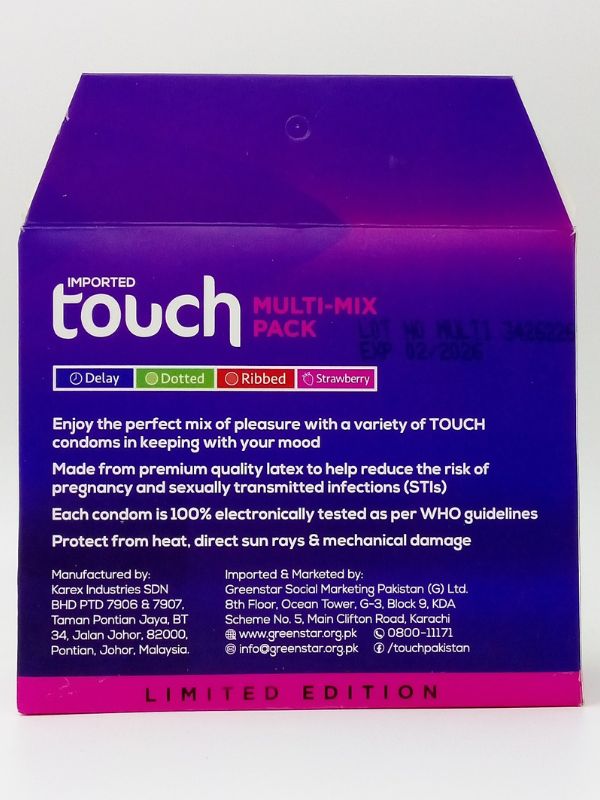 IMPORTED
touch
MULTI-MIX
PACK
LOT NO MULTI 3426226
EXP 02/2026
Delay Dotted Ribbed Strawberry
Enjoy the perfect mix of pleasure with a variety of TOUCH
condoms in keeping with your mood
Made from premium quality latex to help reduce the risk of
pregnancy and sexually transmitted infections (STIs)
Each condom is 100% electronically tested as per WHO guidelines
Protect from heat, direct sun rays & mechanical damage
Manufactured by:
Karex Industries SDN
BHD PTD 7906 & 7907,
Taman Pontian Jaya, BT
34, Jalan Johor, 82000,
Pontian, Johor, Malaysia.
Imported & Marketed by:
Greenstar Social Marketing Pakistan (G) Ltd.
8th Floor, Ocean Tower, G-3, Block 9, KDA
Scheme No. 5, Main Clifton Road, Karachi
www.greenstar.org.pk 0800-11171
info@greenstar.org.pk /touchpakistan
LIMITED EDITION